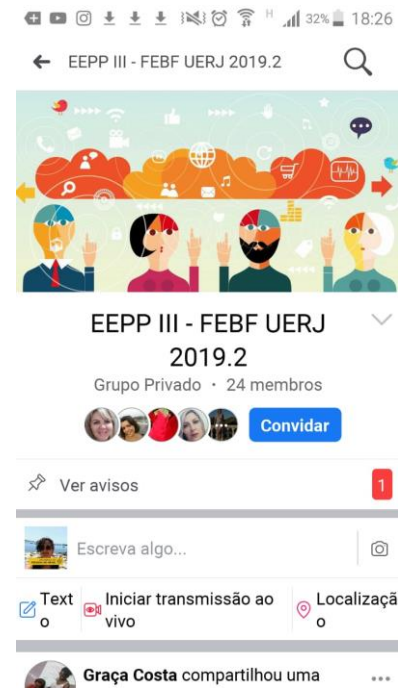 H 32% 18:26
EEPP III - FEBF UERJ 2019.2
EEPP III - FEBF UERJ
2019.2
Grupo Privado · 24 membros
Convidar
Ver avisos 1
Escreva algo...
Text
o
Iniciar transmissão ao
vivo
Localizaçã
o
Graça Costa compartilhou uma